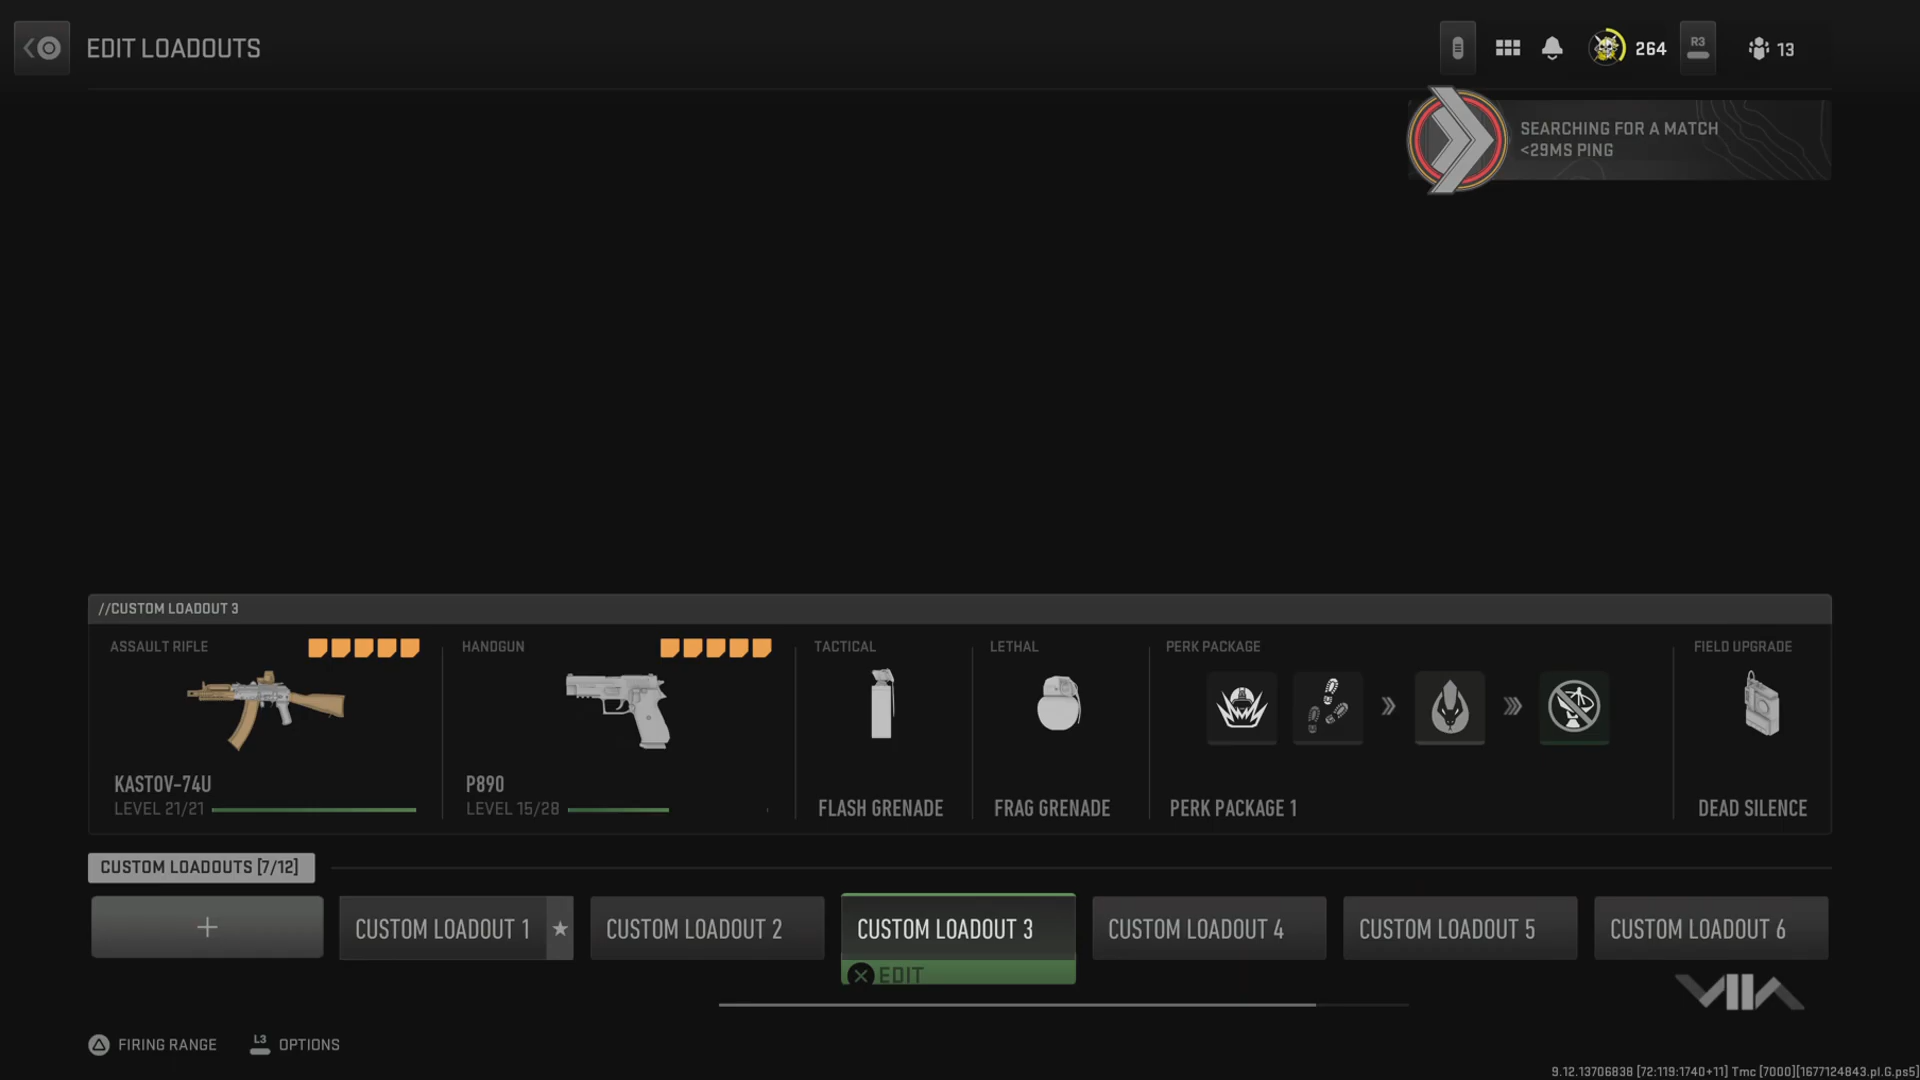 EDIT LOADOUTS
264
R3
13
SEARCHING FOR A MATCH
<29MS PING
//CUSTOM LOADOUT 3
ASSAULT RIFLE
HANDGUN
TACTICAL
LETHAL
PERK PACKAGE
FIELD UPGRADE
KASTOV-74U
LEVEL 21/21
P890
LEVEL 15/28
FLASH GRENADE
FRAG GRENADE
PERK PACKAGE 1
DEAD SILENCE
CUSTOM LOADOUTS [7/12]
CUSTOM LOADOUT 1
CUSTOM LOADOUT 2
CUSTOM LOADOUT 3
CUSTOM LOADOUT 4
CUSTOM LOADOUT 5
CUSTOM LOADOUT 6
EDIT
FIRING RANGE
L3
OPTIONS
9.12.13706838 [72:119:1740+11] Tmc [7000][1677124843.pl.G.ps5]